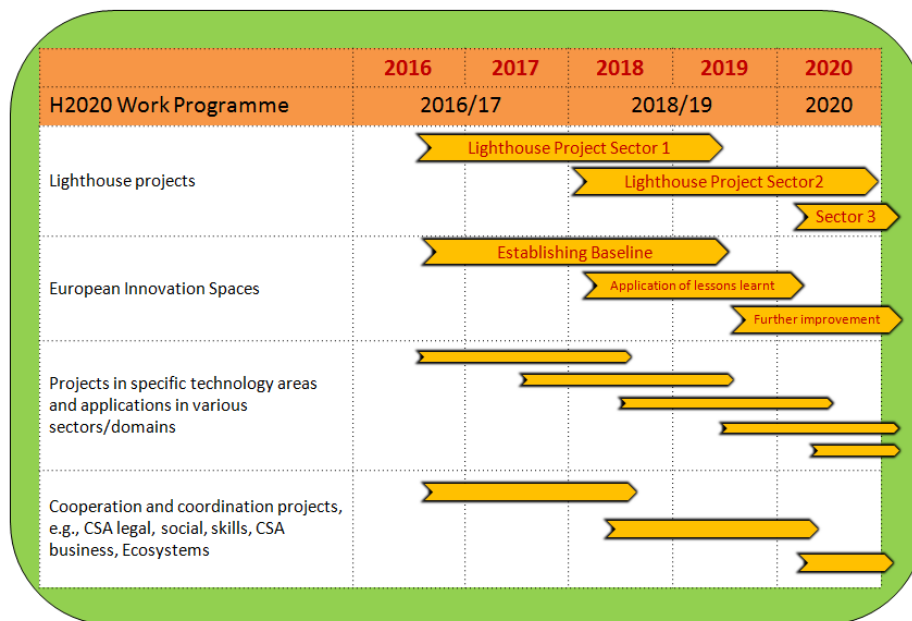 2016 2017 2018 2019 2020
H2020 Work Programme 2016/17 2018/19 2020
Lighthouse projects
Lighthouse Project Sector 1
Lighthouse Project Sector2
Sector 3
European Innovation Spaces
Establishing Baseline
Application of lessons learnt
Further improvement
Projects in specific technology areas
and applications in various
sectors/domains
Cooperation and coordination projects,
e.g., CSA legal, social, skills, CSA
business, Ecosystems